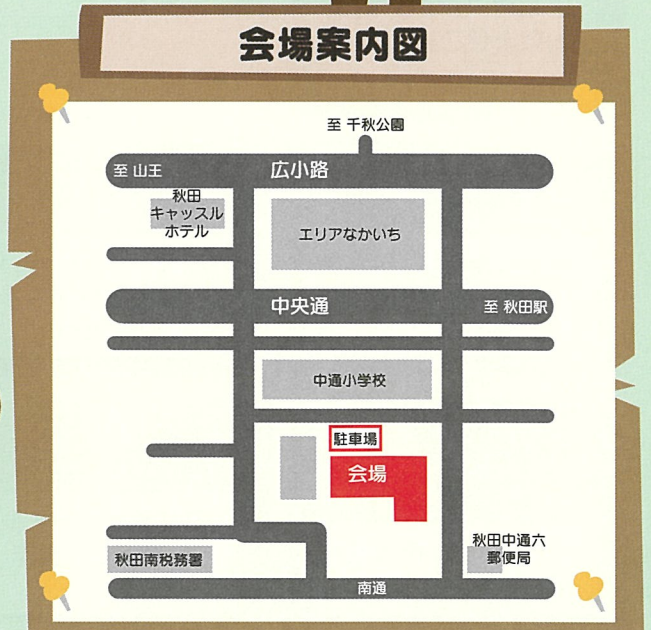 会場案内図
至 千秋公園
至 山王
広小路
秋田
キャッスル
ホテル
エリアなかいち
中央通
至 秋田駅
中通小学校
駐車場
会場
秋田中通六
郵便局
秋田南税務署
南通